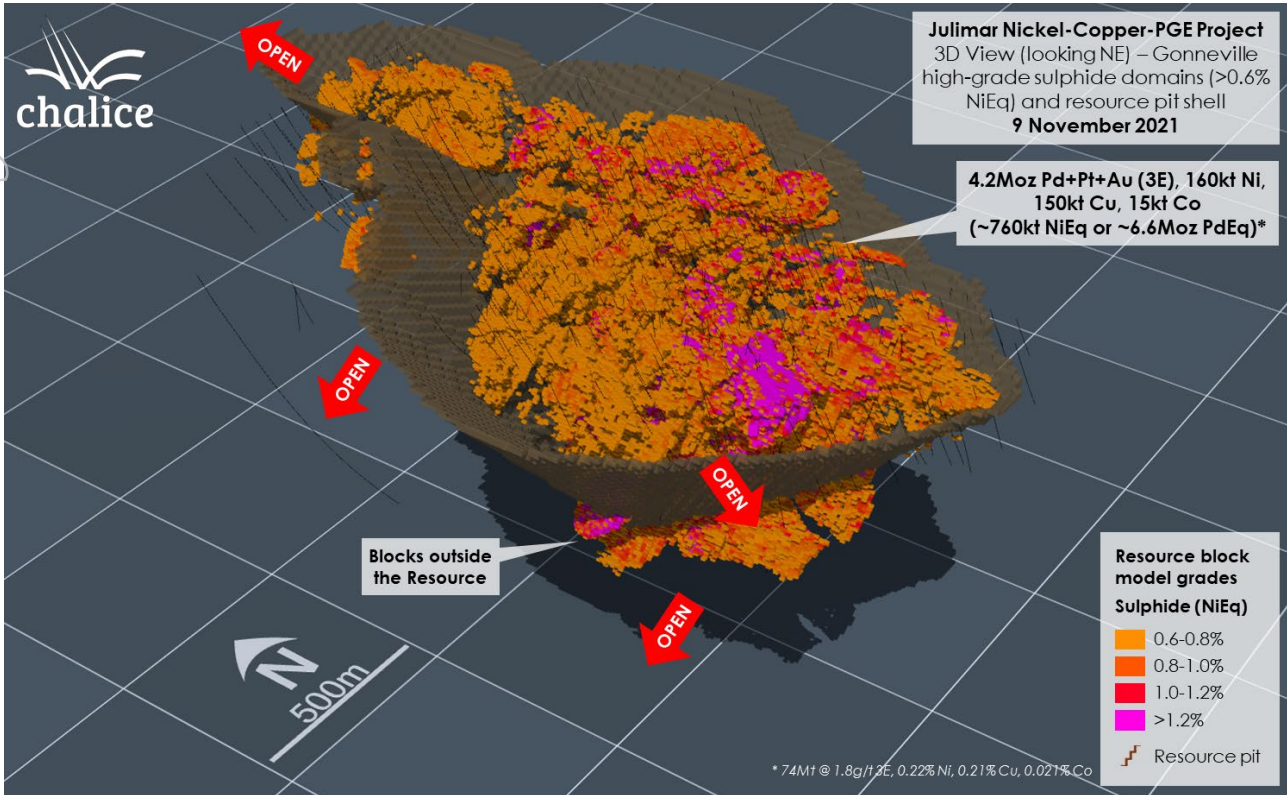 chalice
OPEN
Julimar Nickel-Copper-PGE Project
3D View (looking NE) – Gonneville
high-grade sulphide domains (>0.6%
NiEq) and resource pit shell
9 November 2021
4.2Moz Pd+Pt+Au (3E), 160kt Ni,
150kt Cu, 15kt Co
(~760kt NiEq or ~6.6Moz PdEq)*
OPEN
OPEN
Blocks outside
the Resource
OPEN
N
500m
Resource block
model grades
Sulphide (NiEq)
0.6-0.8%
0.8-1.0%
1.0-1.2%
>1.2%
Resource pit
* 74Mt @ 1.8g/t 3E, 0.22% Ni, 0.21% Cu, 0.021% Co